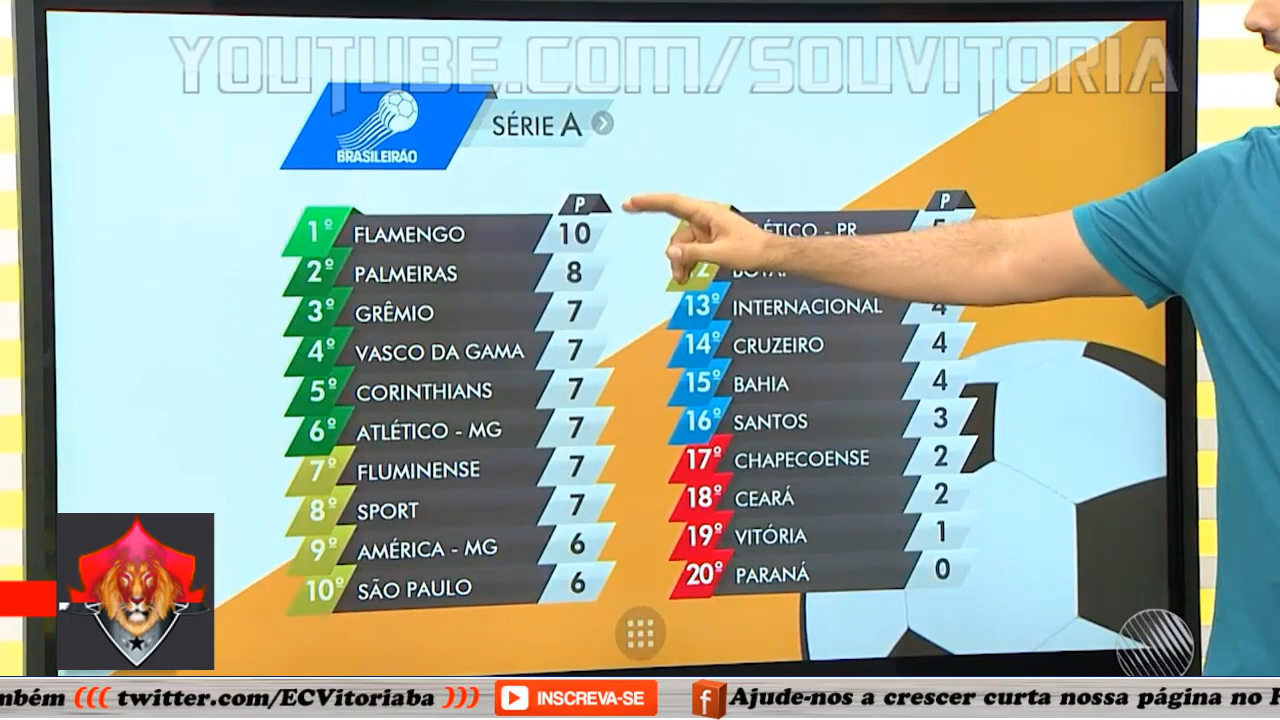 YOUTUBE.COM/SOUVITORIA
BRASILEIRÃO
SÉRIE A
P
1º FLAMENGO 10
2º PALMEIRAS 8
3º GRÊMIO 7
4º VASCO DA GAMA 7
5º CORINTHIANS 7
6º ATLÉTICO - MG 7
7º FLUMINENSE 7
8º SPORT 7
9º AMÉRICA - MG 6
10º SÃO PAULO 6
P
- PR
12
13º INTERNACIONAL 4
14º CRUZEIRO 4
15º BAHIA 4
16º SANTOS 3
17º CHAPECOENSE 2
18º CEARÁ 2
19º VITÓRIA 1
20º PARANÁ 0
((( twitter.com/ECVitoriaba ))) INSCREVA-SE f Ajude-nos a crescer curta nossa página no